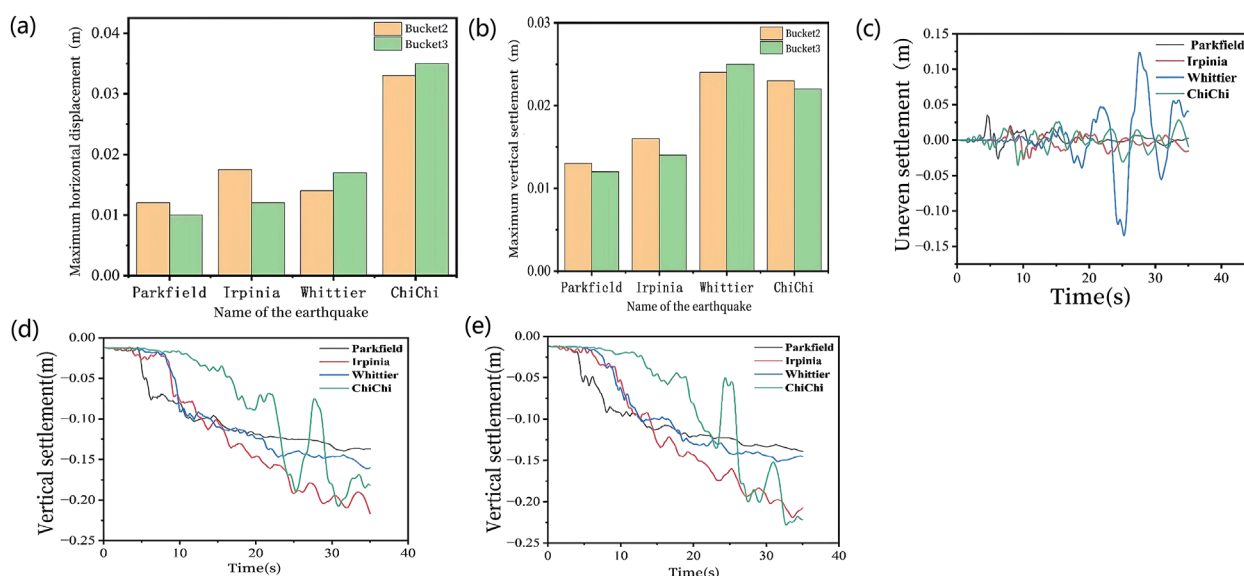 (a)
Maximum horizontal displacement (m)
0.04
0.03
0.02
0.01
0.00
Bucket2
Bucket3
Parkfield Irpinia Whittier ChiChi
Name of the earthquake
(b)
Maximum vertical settlement (m)
0.03
0.02
0.01
0.00
Bucket2
Bucket3
Parkfield Irpinia Whittier ChiChi
Name of the earthquake
(c)
Uneven settlement (m)
0.15
0.10
0.05
0.00
−0.05
−0.10
−0.15
Parkfield
Irpinia
Whittier
ChiChi
0 10 20 30 40
Time(s)
(d)
Vertical settlement(m)
0.00
−0.05
−0.10
−0.15
−0.20
−0.25
Parkfield
Irpinia
Whittier
ChiChi
0 10 20 30 40
Time(s)
(e)
Vertical settlement(m)
0.00
−0.05
−0.10
−0.15
−0.20
−0.25
Parkfield
Irpinia
Whittier
ChiChi
0 10 20 30 40
Time(s)